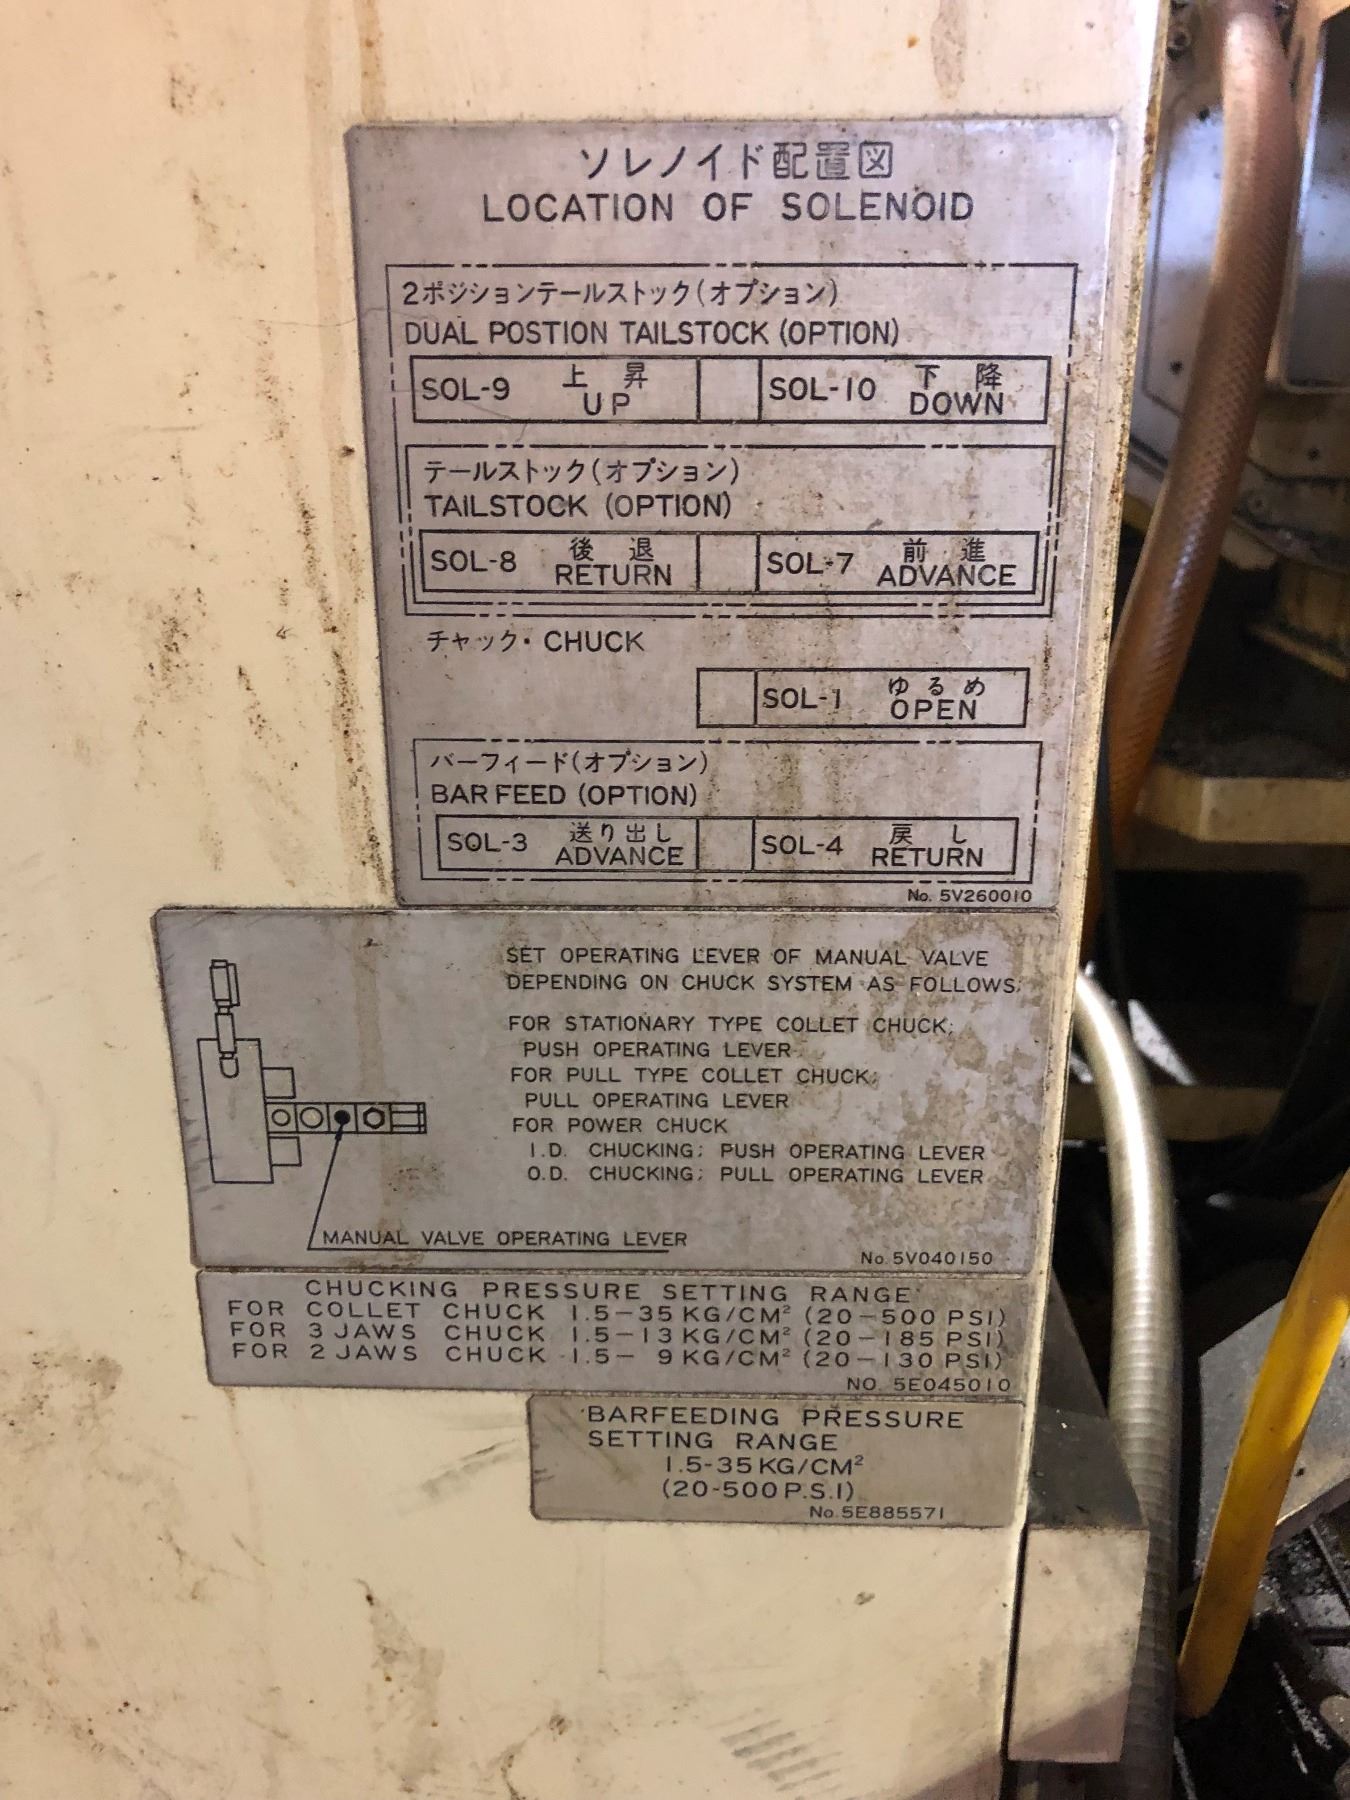 ソレノイド配置図
LOCATION OF SOLENOID
2ポジションテールストック(オプション)
DUAL POSTION TAILSTOCK (OPTION)
SOL-9 上昇 UP SOL-10 下降 DOWN
テールストック(オプション)
TAILSTOCK (OPTION)
SOL-8 後退 RETURN SOL-7 前進 ADVANCE
チャック・CHUCK
SOL-1 ゆるめ OPEN
バーフィード(オプション)
BAR FEED (OPTION)
SOL-3 送り出し ADVANCE SOL-4 戻し RETURN
No. 5V260010
SET OPERATING LEVER OF MANUAL VALVE
DEPENDING ON CHUCK SYSTEM AS FOLLOWS;
FOR STATIONARY TYPE COLLET CHUCK;
PUSH OPERATING LEVER
FOR PULL TYPE COLLET CHUCK;
PULL OPERATING LEVER
FOR POWER CHUCK
I.D. CHUCKING; PUSH OPERATING LEVER
O.D. CHUCKING; PULL OPERATING LEVER
MANUAL VALVE OPERATING LEVER
No. 5V040150
CHUCKING PRESSURE SETTING RANGE
FOR COLLET CHUCK 1.5-35 KG/CM² (20-500 PSI)
FOR 3 JAWS CHUCK 1.5-13 KG/CM² (20-185 PSI)
FOR 2 JAWS CHUCK 1.5- 9 KG/CM² (20-130 PSI)
NO. 5E045010
BARFEEDING PRESSURE
SETTING RANGE
1.5-35 KG/CM²
(20-500 P.S.I)
No. 5E885571